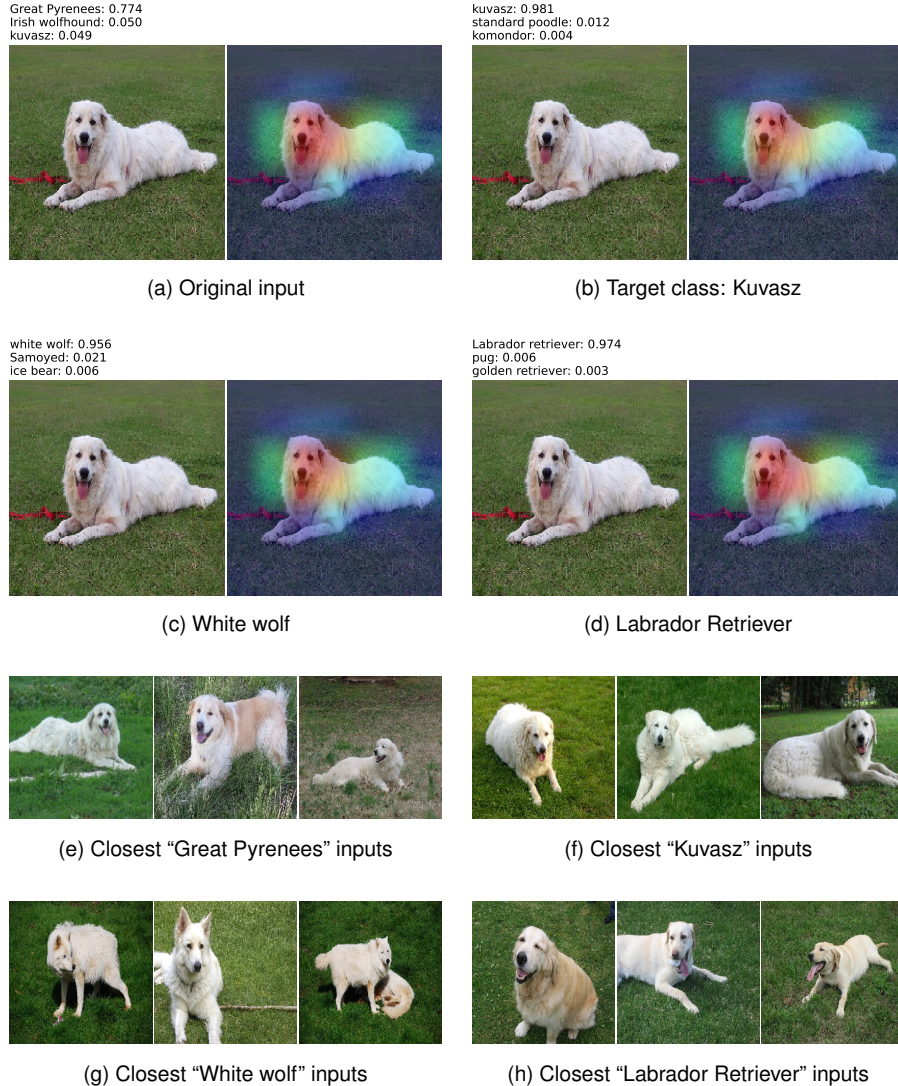 Great Pyrenees: 0.774
Irish wolfhound: 0.050
kuvasz: 0.049
kuvasz: 0.981
standard poodle: 0.012
komondor: 0.004
(a) Original input
(b) Target class: Kuvasz
white wolf: 0.956
Samoyed: 0.021
ice bear: 0.006
Labrador retriever: 0.974
pug: 0.006
golden retriever: 0.003
(c) White wolf
(d) Labrador Retriever
(e) Closest “Great Pyrenees” inputs
(f) Closest “Kuvasz” inputs
(g) Closest “White wolf” inputs
(h) Closest “Labrador Retriever” inputs